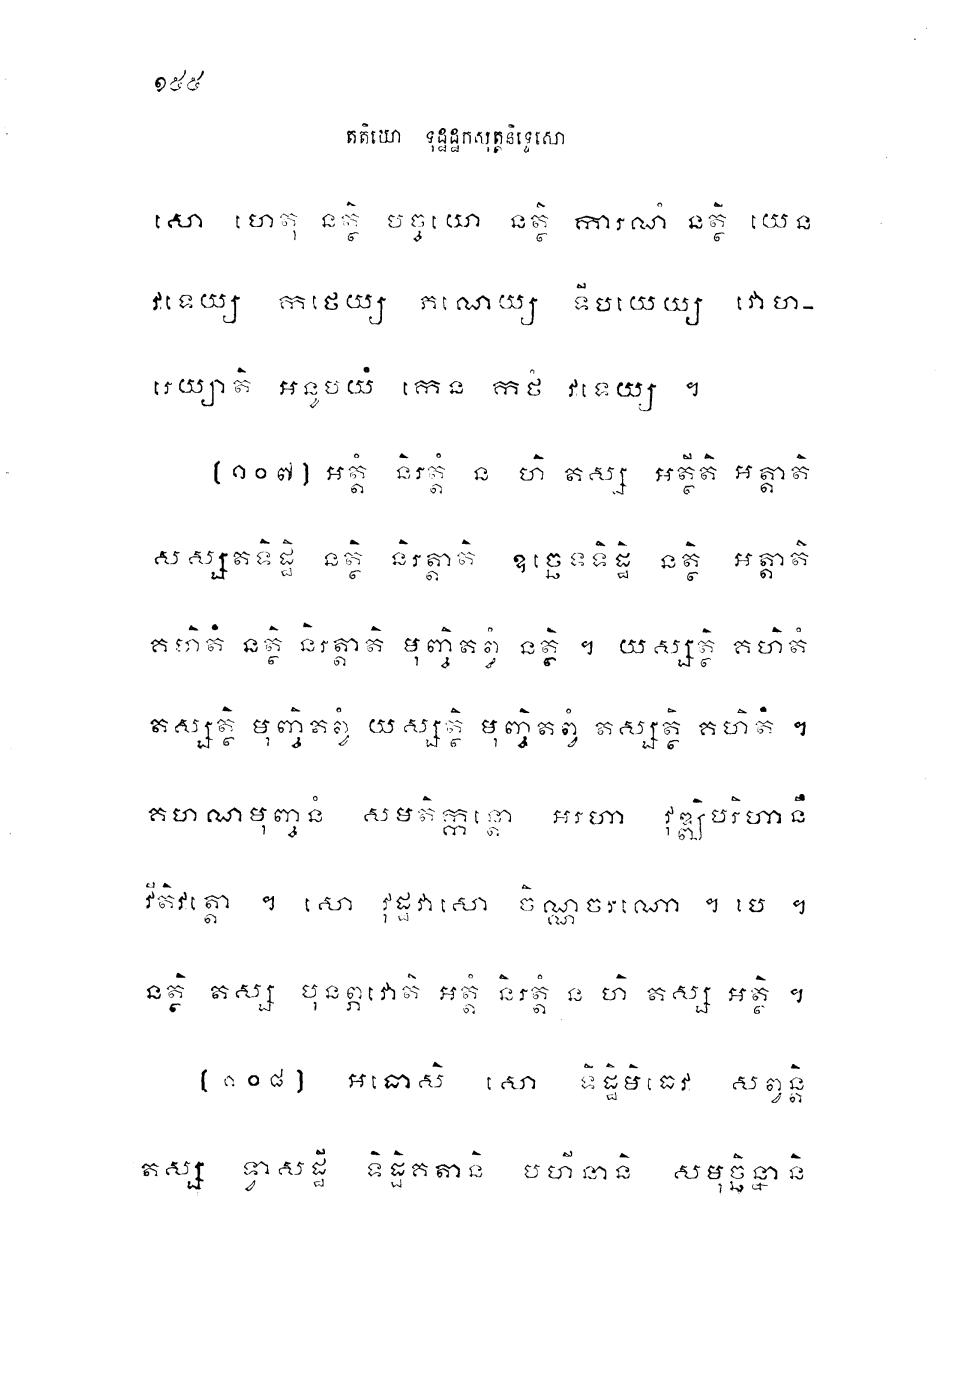 ១៥៥
តតិយោ ទុដ្ឋដ្ឋកសុត្តនិទ្ទេសោ
សោ ហេតុ នត្ថិ បច្ចយោ នត្ថិ ការណំ នត្ថិ យេន
វទេយ្យ កថេយ្យ ភណេយ្យ ទីបយេយ្យ វោហ-
រេយ្យាតិ អនូបយំ កេន កថំ វទេយ្យ ។
(១០៧) អត្តំ និរត្តំ ន ហិ តស្ស អត្ថីតិ អត្តាតិ
សស្សតទិដ្ឋិ នត្ថិ និរត្តាតិ ឧច្ឆេទទិដ្ឋិ នត្ថិ អត្តាតិ
គហិតំ នត្ថិ និរត្តាតិ មុញ្ចិតព្វំ នត្ថិ ។ យស្សត្ថិ គហិតំ
តស្សត្ថិ មុញ្ចិតព្វំ យស្សត្ថិ មុញ្ចិតព្វំ តស្សត្ថិ គហិតំ ។
គហណមុញ្ចនំ សមតិក្កន្តោ អរហា វុឌ្ឍិបរិហានឹ
វីតិវត្តោ ។ សោ វុដ្ឋវាសោ ចិណ្ណចរណោ ។ បេ ។
នត្ថិ តស្ស បុនព្ភវោតិ អត្តំ និរត្តំ ន ហិ តស្ស អត្ថិ ។
(១០៨) អធោសិ សោ ទិដ្ឋិមិធេវ សព្វន្តិ
តស្ស ទ្វាសដ្ឋី ទិដ្ឋិគតានិ បហីនានិ សមុច្ឆិន្នានិ